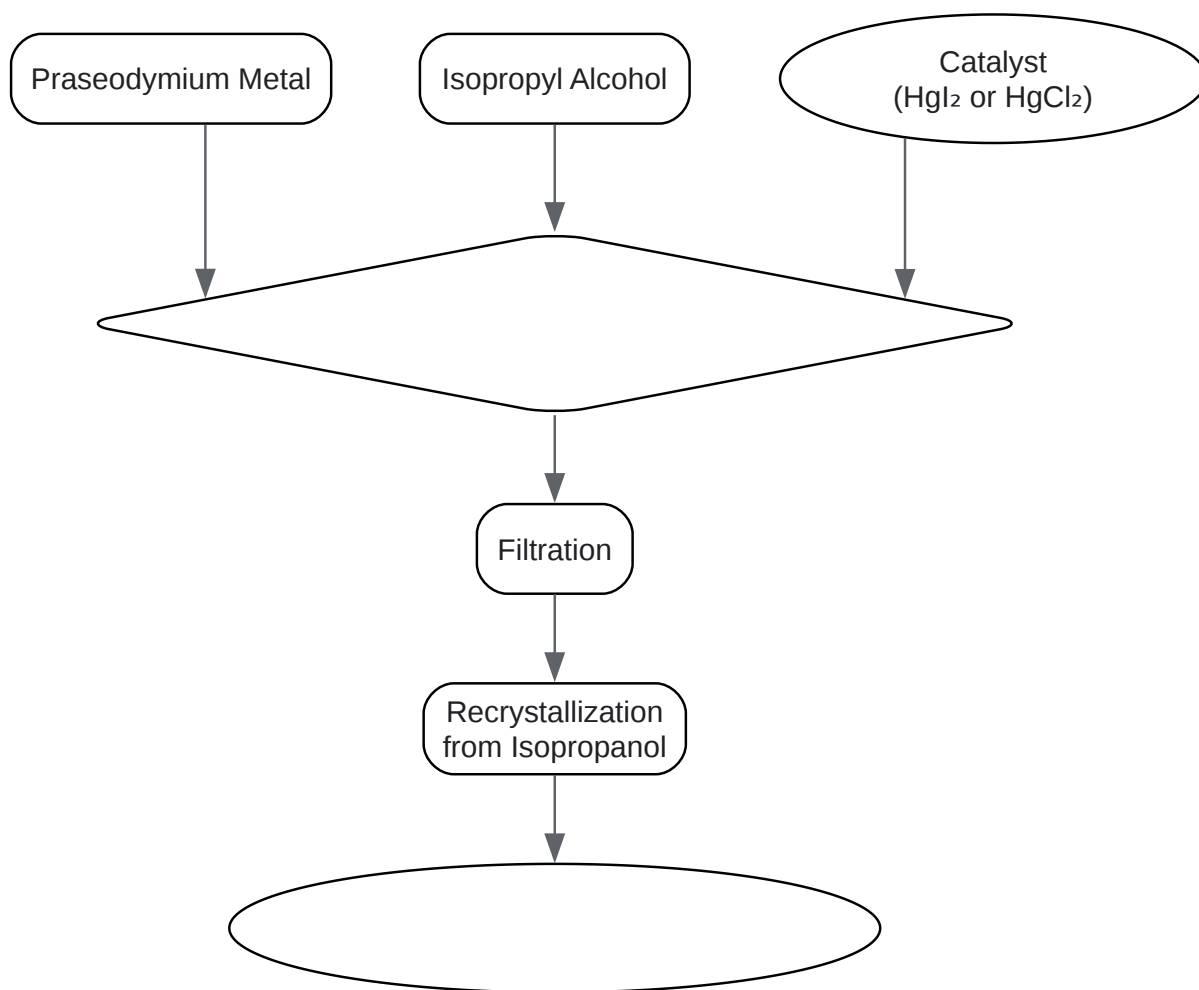 Praseodymium Metal
Isopropyl Alcohol
Catalyst
(HgI₂ or HgCl₂)
Filtration
Recrystallization
from Isopropanol